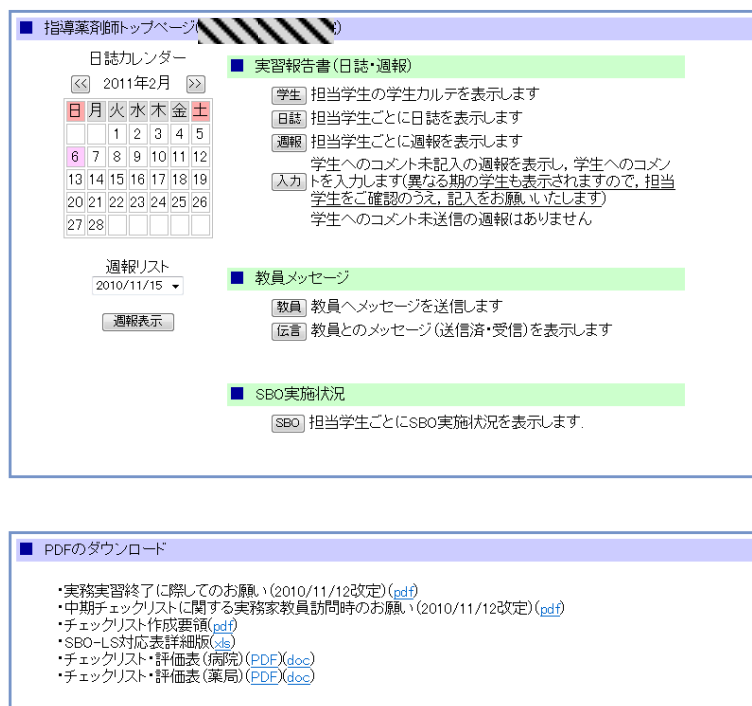 ■ 指導薬剤師トップページ(
日誌カレンダー
<< 2011年2月 >>
日 月 火 水 木 金 土
1 2 3 4 5
6 7 8 9 10 11 12
13 14 15 16 17 18 19
20 21 22 23 24 25 26
27 28
週報リスト
2010/11/15
週報表示
■ 実習報告書(日誌・週報)
学生 担当学生の学生カルテを表示します
日誌 担当学生ごとに日誌を表示します
週報 担当学生ごとに週報を表示します
学生へのコメント未記入の週報を表示し, 学生へのコメン
入力 トを入力します(異なる期の学生も表示されますので, 担当
学生をご確認のうえ, 記入をお願いいたします)
学生へのコメント未送信の週報はありません
■ 教員メッセージ
教員 教員へメッセージを送信します
伝言 教員とのメッセージ(送信済・受信)を表示します
■ SBO実施状況
SBO 担当学生ごとにSBO実施状況を表示します.
■ PDFのダウンロード
・実務実習終了に際してのお願い(2010/11/12改定)(pdf)
・中期チェックリストに関する実務家教員訪問時のお願い(2010/11/12改定)(pdf)
・チェックリスト作成要領(pdf)
・SBO-LS対応表詳細版(xls)
・チェックリスト・評価表(病院)(PDF)(doc)
・チェックリスト・評価表(薬局)(PDF)(doc)